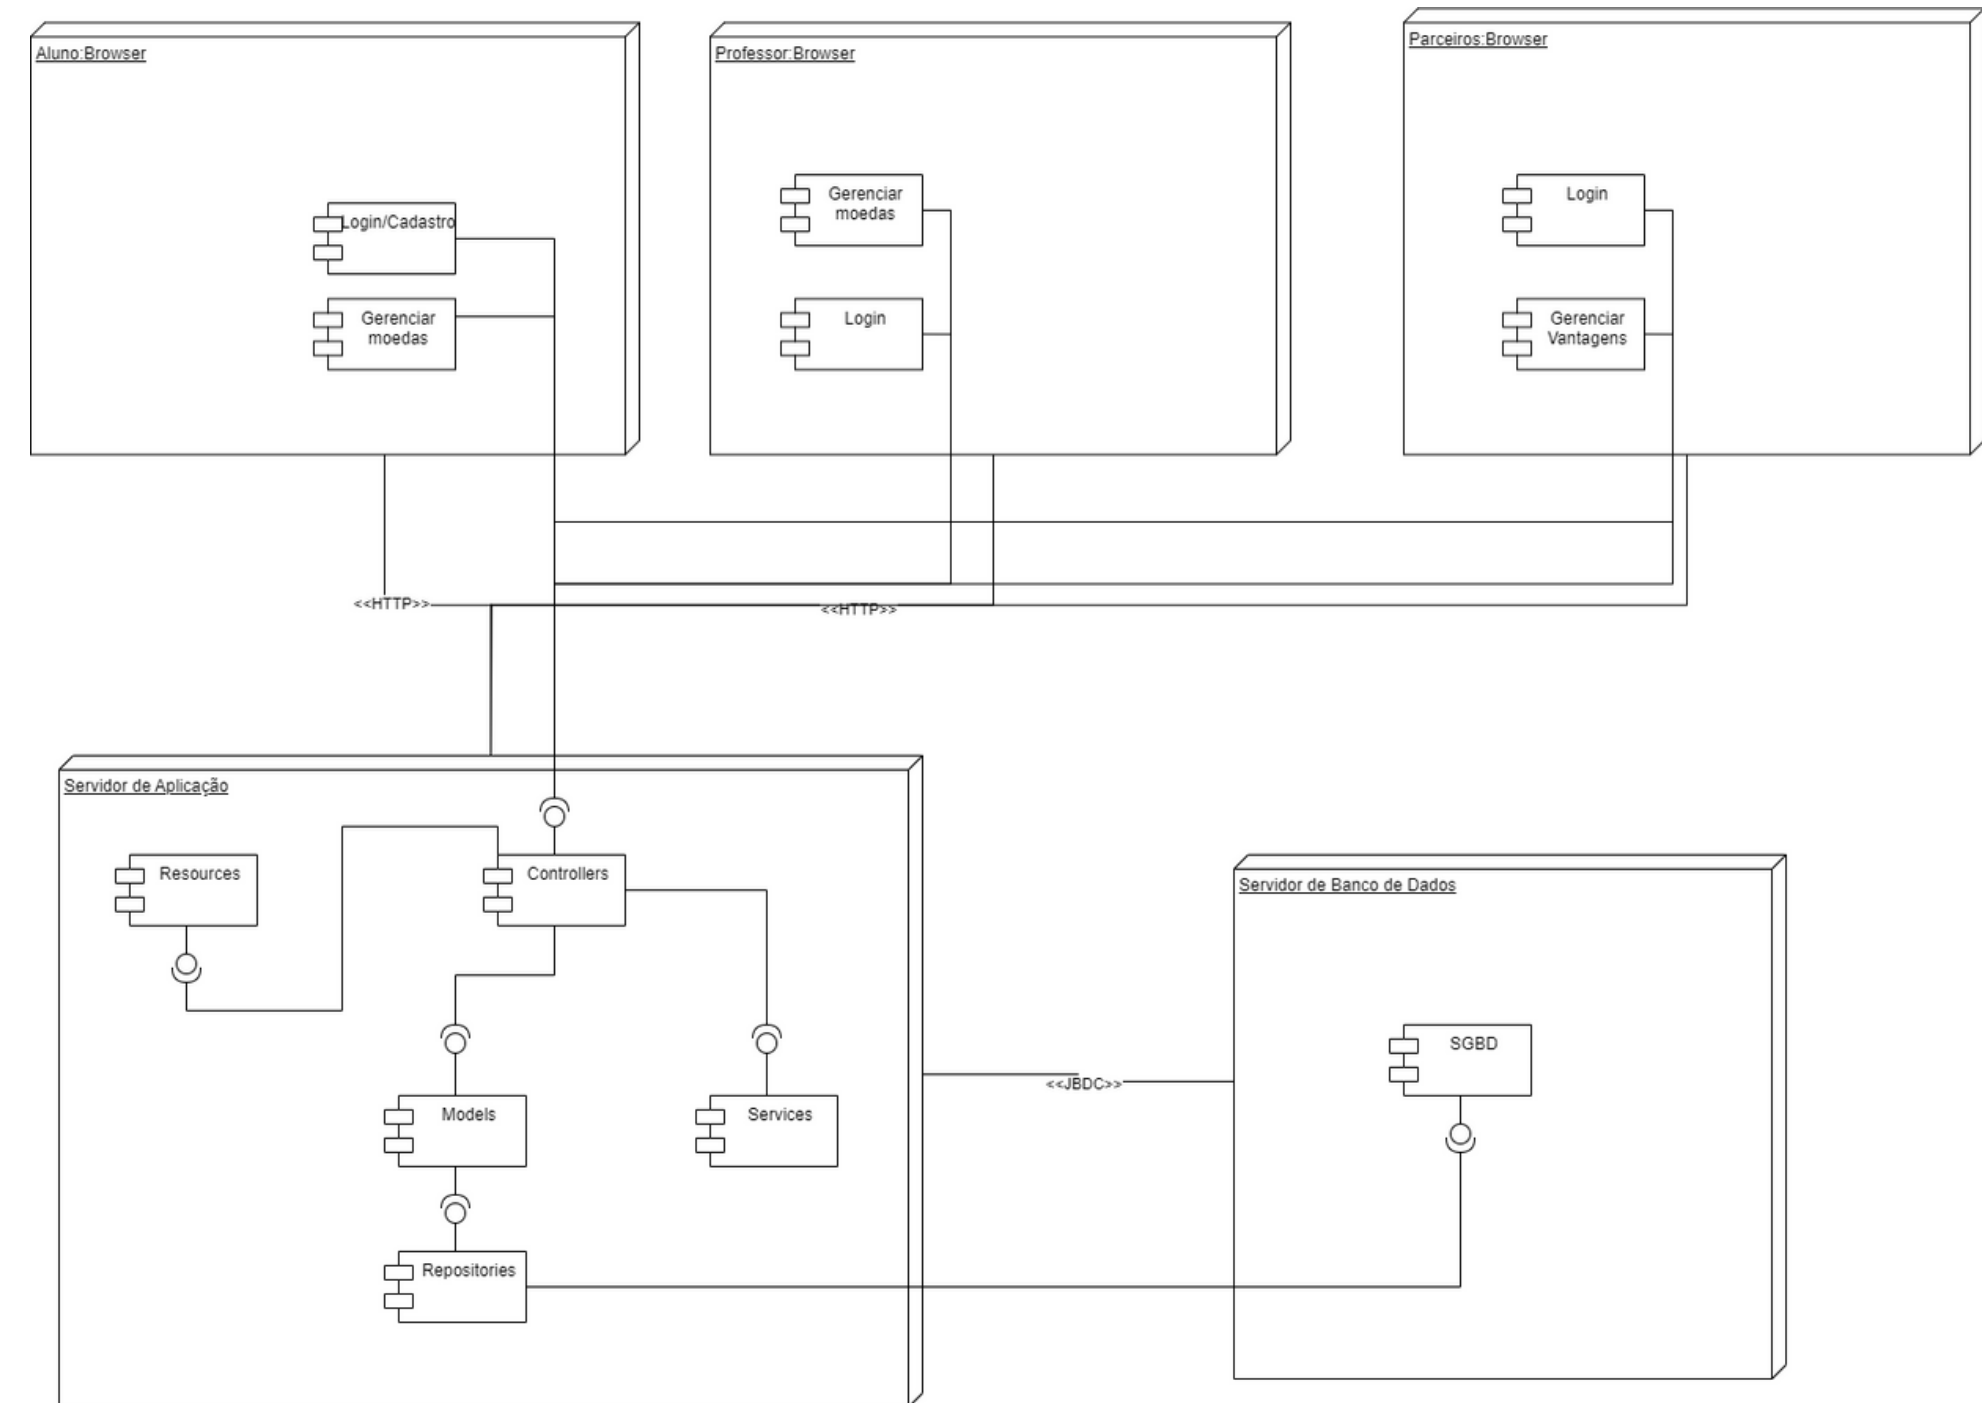 Aluno:Browser
Professor:Browser
Parceiros:Browser
Login/Cadastro
Gerenciar
moedas
Gerenciar
moedas
Login
Login
Gerenciar
Vantagens
<<HTTP>>
<<HTTP>>
Servidor de Aplicação
Resources
Controllers
Models
Services
Repositories
<<JBDC>>
Servidor de Banco de Dados
SGBD